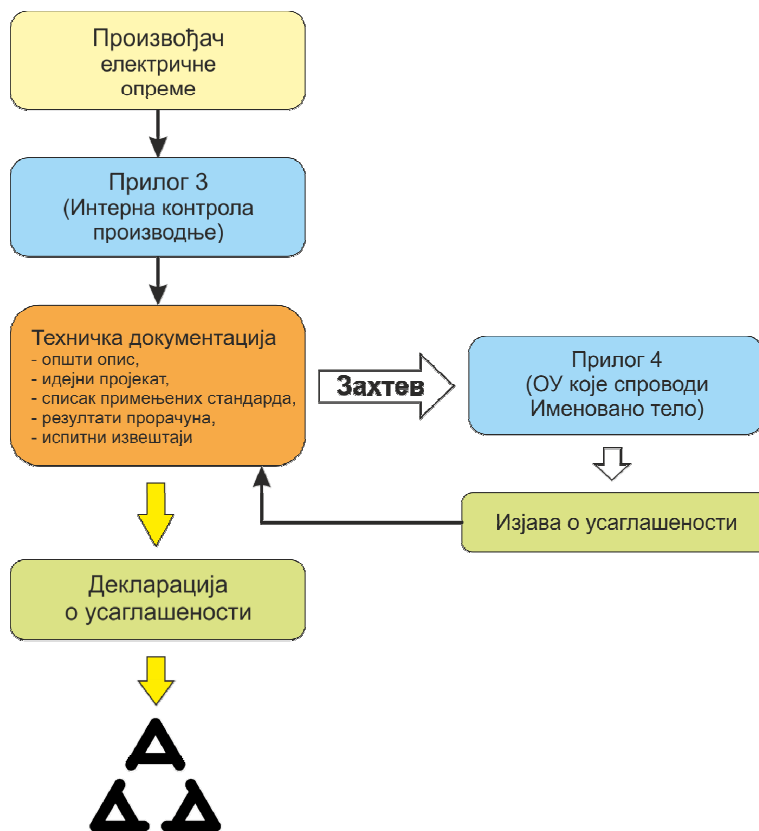 Произвођач
електричне
опреме
Прилог 3
(Интерна контрола
производње)
Техничка документација
- општи опис,
- идејни пројекат,
- списак примењених стандарда,
- резултати прорачуна,
- испитни извештаји
Захтев
Прилог 4
(ОУ које спроводи
Именовано тело)
Изјава о усаглашености
Декларација
о усаглашености